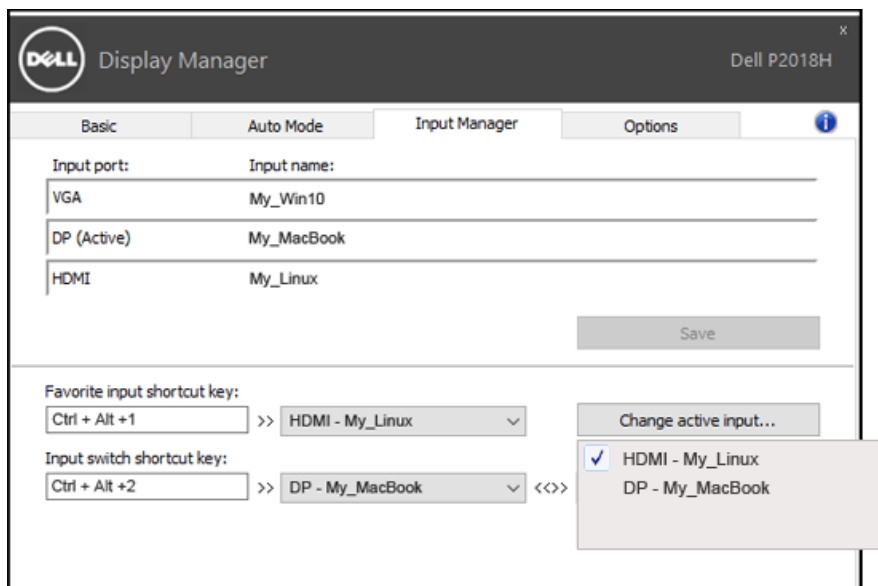 x
DELL Display Manager Dell P2018H
Basic Auto Mode Input Manager Options i
Input port: Input name:
VGA My_Win10
DP (Active) My_MacBook
HDMI My_Linux
Save
Favorite input shortcut key:
Ctrl + Alt +1 >> HDMI - My_Linux Change active input...
Input switch shortcut key:
Ctrl + Alt +2 >> DP - My_MacBook <<>>
HDMI - My_Linux
DP - My_MacBook